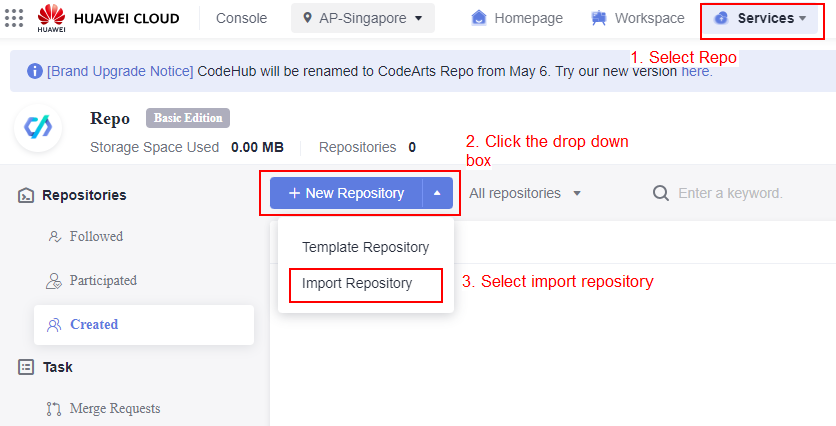 HUAWEI
HUAWEI CLOUD
Console
AP-Singapore
Homepage
Workspace
Services
1. Select Repo
[Brand Upgrade Notice] CodeHub will be renamed to CodeArts Repo from May 6. Try our new version here.
Repo
Basic Edition
Storage Space Used 0.00 MB
Repositories 0
2. Click the drop down
box
Repositories
+ New Repository
All repositories
Enter a keyword.
Followed
Template Repository
Participated
Import Repository
3. Select import repository
Created
Task
Merge Requests